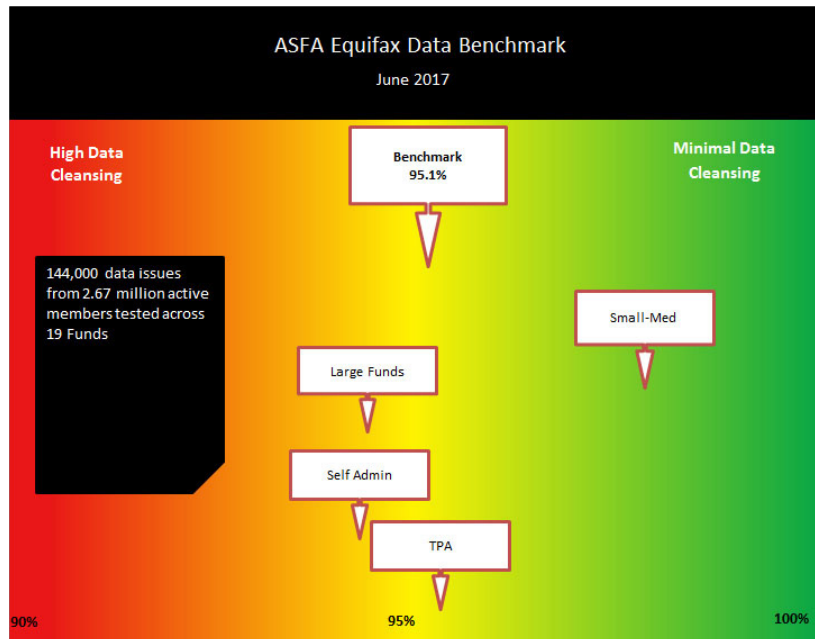 ASFA Equifax Data Benchmark
June 2017
High Data
Cleansing
Benchmark
95.1%
Minimal Data
Cleansing
144,000 data issues
from 2.67 million active
members tested across
19 Funds
Small-Med
Large Funds
Self Admin
TPA
90%
95%
100%